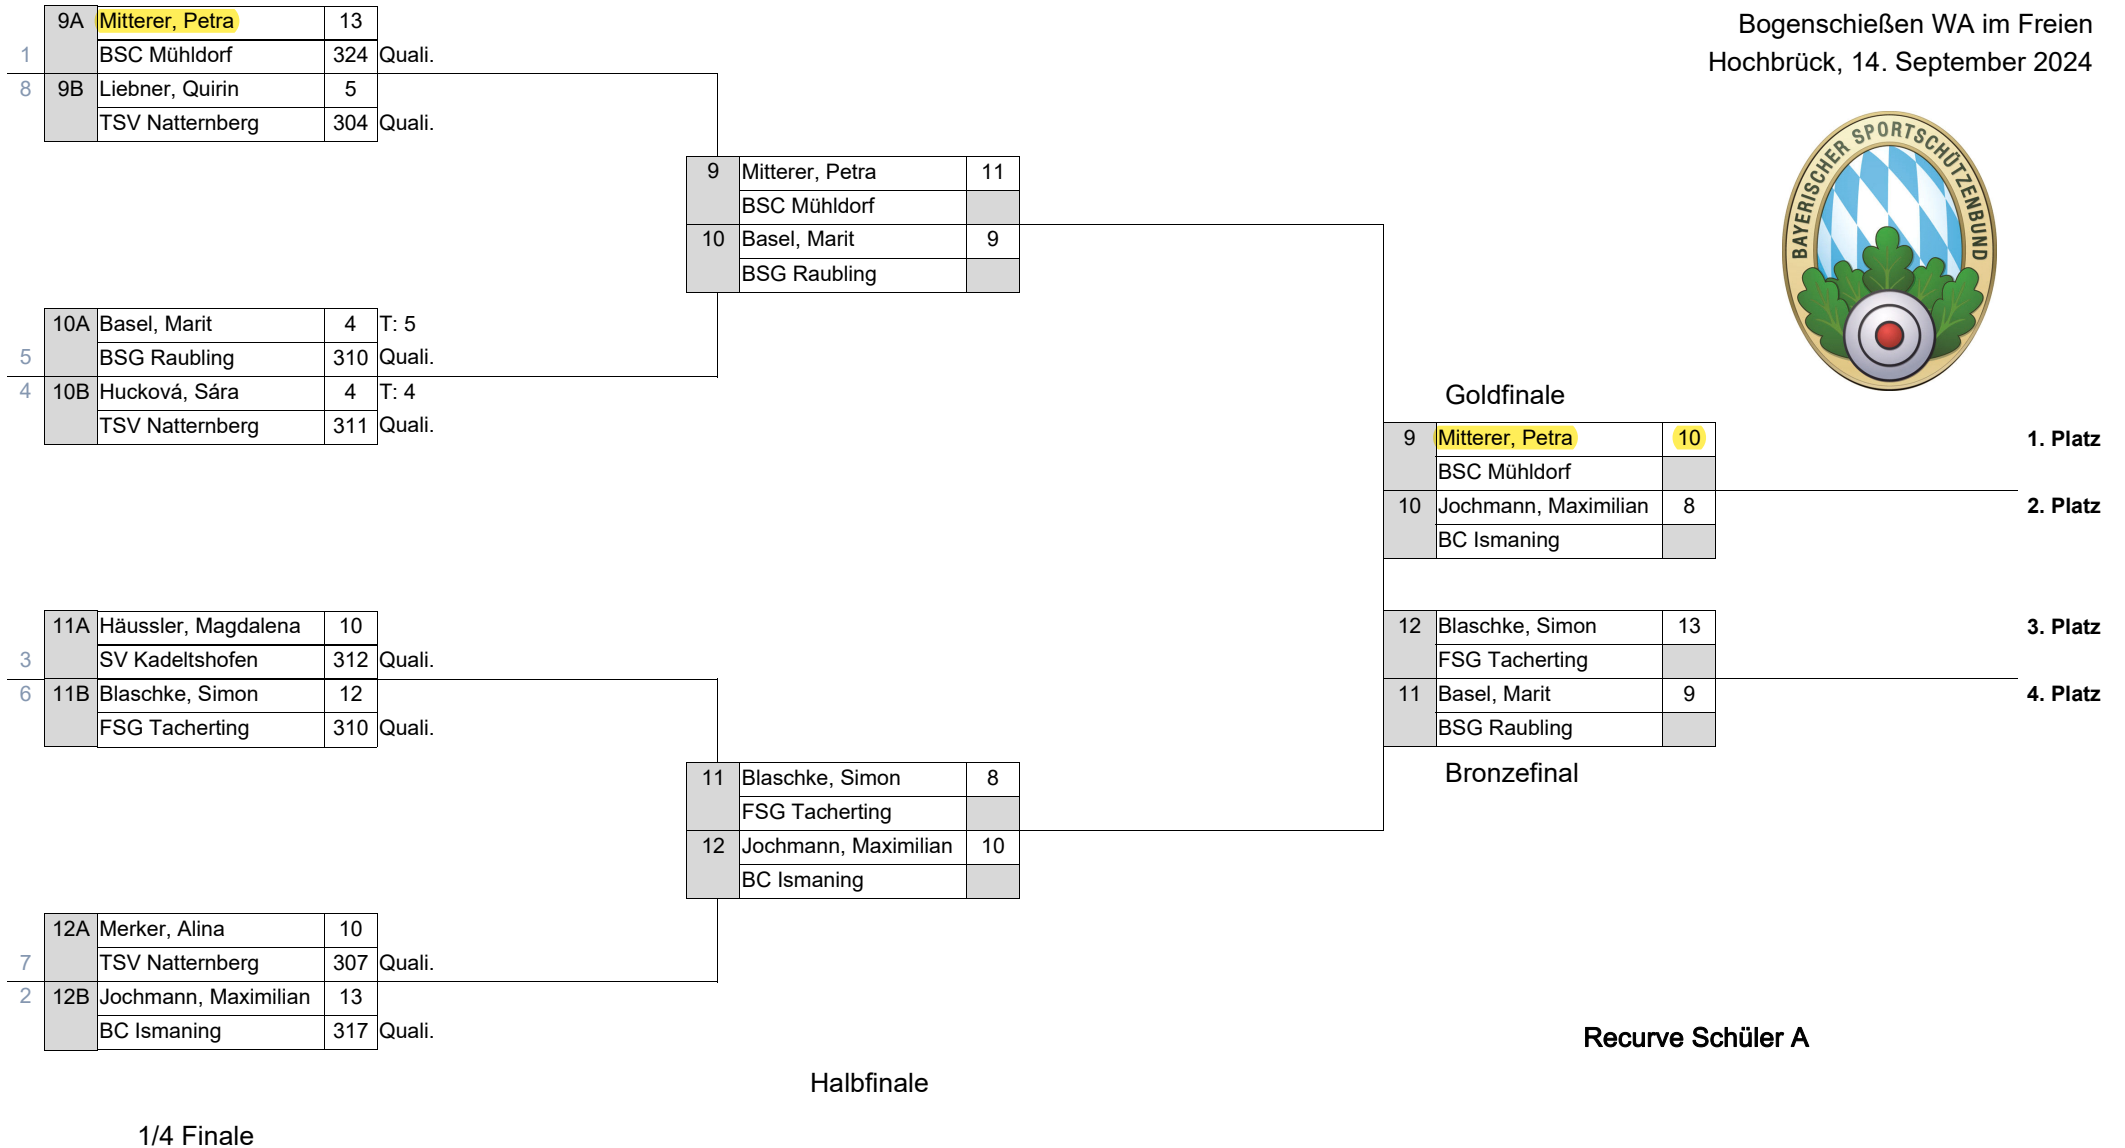 Bogenschießen WA im Freien
Hochbrück, 14. September 2024
BAYERISCHER SPORTSCHÜTZENBUND
9A Mitterer, Petra 13
1 BSC Mühldorf 324 Quali.
8 9B Liebner, Quirin 5
TSV Natternberg 304 Quali.
10A Basel, Marit 4 T: 5
5 BSG Raubling 310 Quali.
4 10B Hucková, Sára 4 T: 4
TSV Natternberg 311 Quali.
11A Häussler, Magdalena 10
3 SV Kadeltshofen 312 Quali.
6 11B Blaschke, Simon 12
FSG Tacherting 310 Quali.
12A Merker, Alina 10
7 TSV Natternberg 307 Quali.
2 12B Jochmann, Maximilian 13
BC Ismaning 317 Quali.
1/4 Finale
9 Mitterer, Petra 11
BSC Mühldorf
10 Basel, Marit 9
BSG Raubling
11 Blaschke, Simon 8
FSG Tacherting
12 Jochmann, Maximilian 10
BC Ismaning
Halbfinale
Goldfinale
9 Mitterer, Petra 10 1. Platz
BSC Mühldorf
10 Jochmann, Maximilian 8 2. Platz
BC Ismaning
12 Blaschke, Simon 13 3. Platz
FSG Tacherting
11 Basel, Marit 9 4. Platz
BSG Raubling
Bronzefinal
Recurve Schüler A